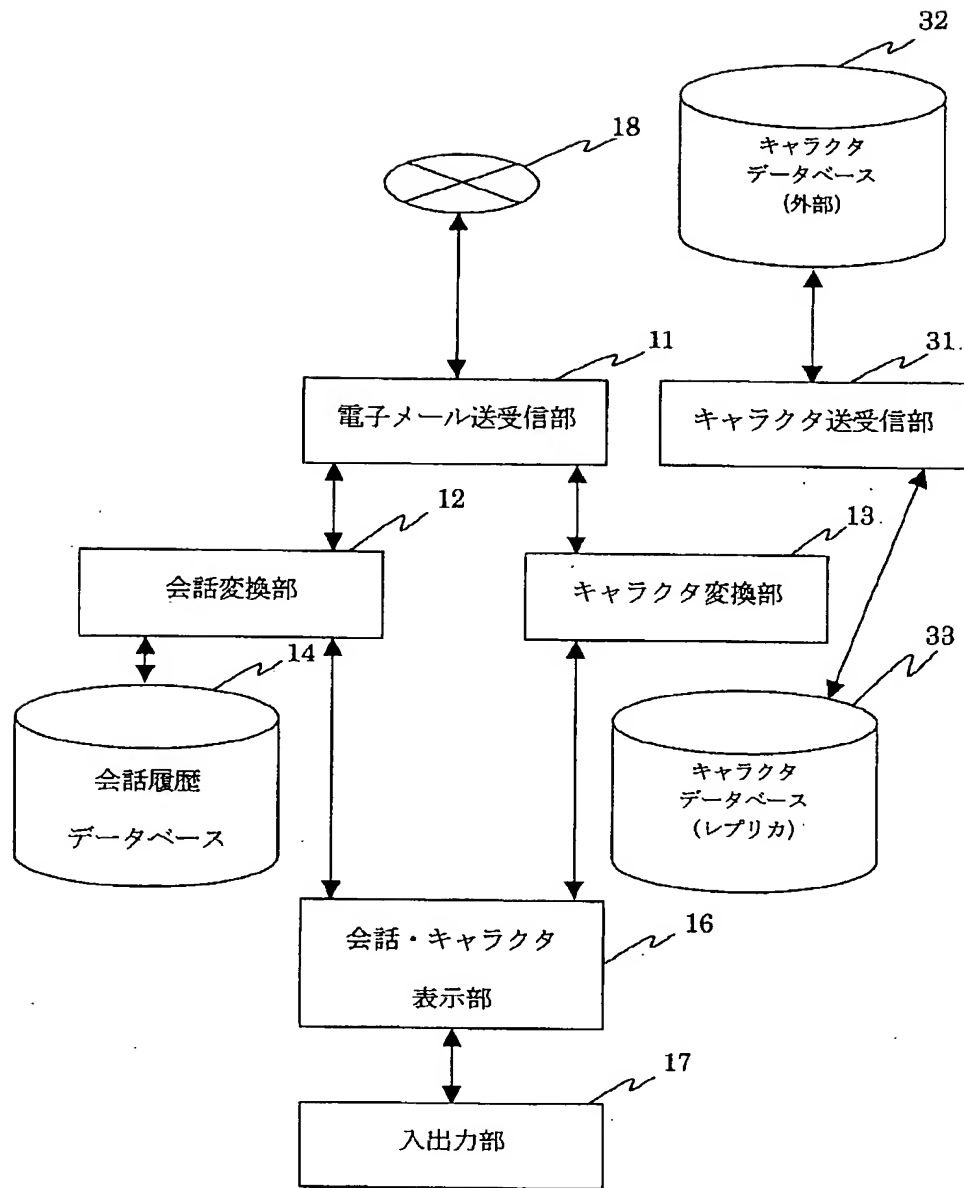 32
キャラクタ
データベース
(外部)
18
11
電子メール送受信部
31
キャラクタ送受信部
12
会話変換部
13
キャラクタ変換部
14
会話履歴
データベース
33
キャラクタ
データベース
(レプリカ)
会話・キャラクタ
表示部
16
17
入出力部